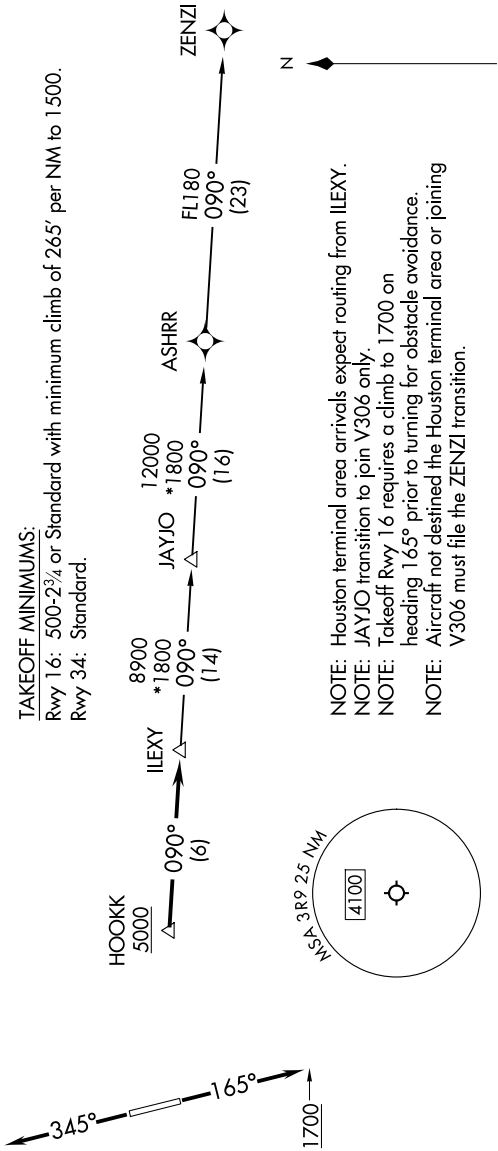 TAKEOFF MINIMUMS:
Rwy 16: 500-2¾ or Standard with minimum climb of 265' per NM to 1500.
Rwy 34: Standard.
HOOKK
5000
090°
(6)
ILEXY
8900
*1800
090°
(14)
JAYJO
12000
*1800
090°
(16)
ASHRR
FL180
090°
(23)
ZENZI
N
345°
165°
1700
MSA 3R9 25 NM
4100
NOTE: Houston terminal area arrivals expect routing from ILEXY.
NOTE: JAYJO transition to join V306 only.
NOTE: Takeoff Rwy 16 requires a climb to 1700 on
heading 165° prior to turning for obstacle avoidance.
NOTE: Aircraft not destined the Houston terminal area or joining
V306 must file the ZENZI transition.